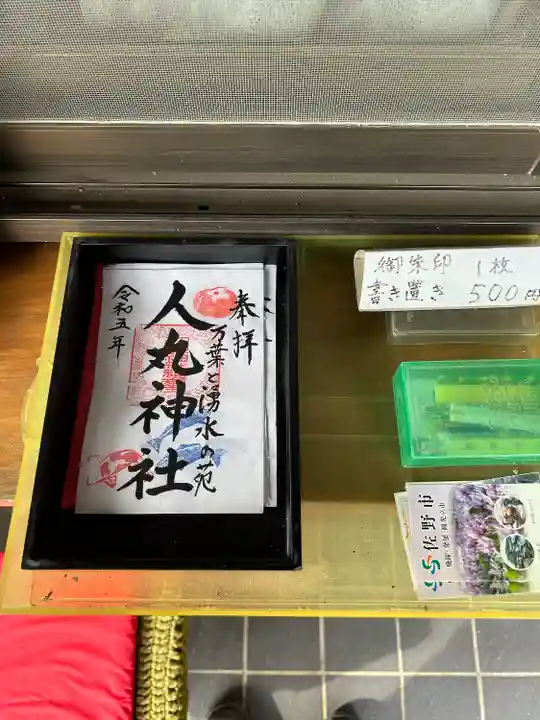 奉拝
万葉と湧水の苑
人丸神社
令和五年
御朱印 1枚
書き置き 500円
佐野市